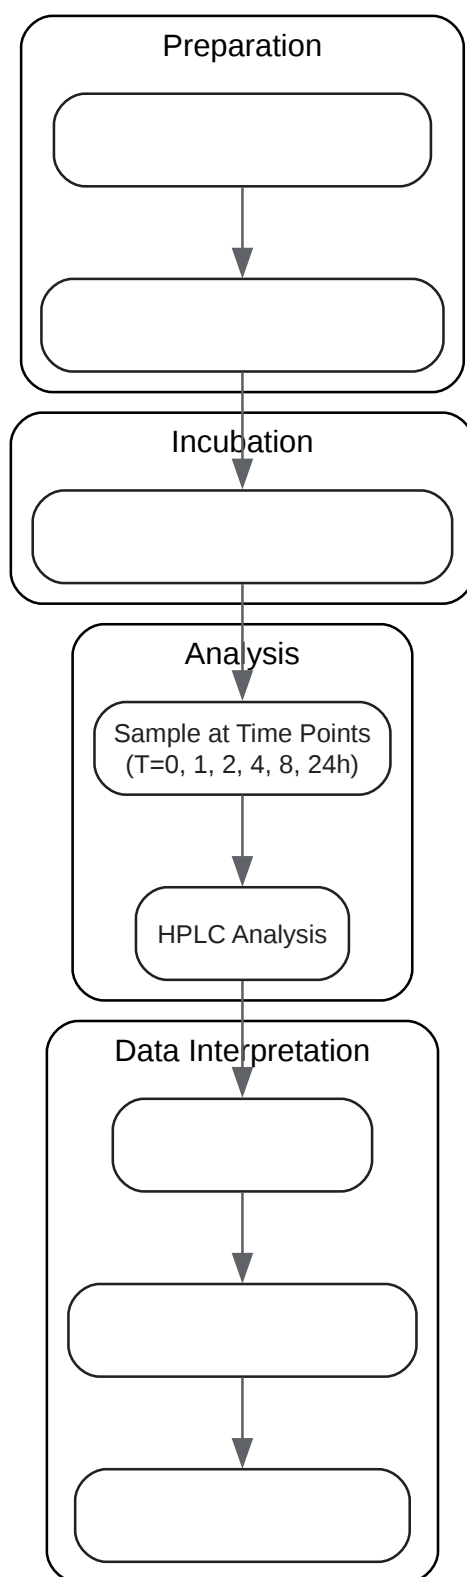 Preparation
Incubation
Analysis
Sample at Time Points
(T=0, 1, 2, 4, 8, 24h)
HPLC Analysis
Data Interpretation